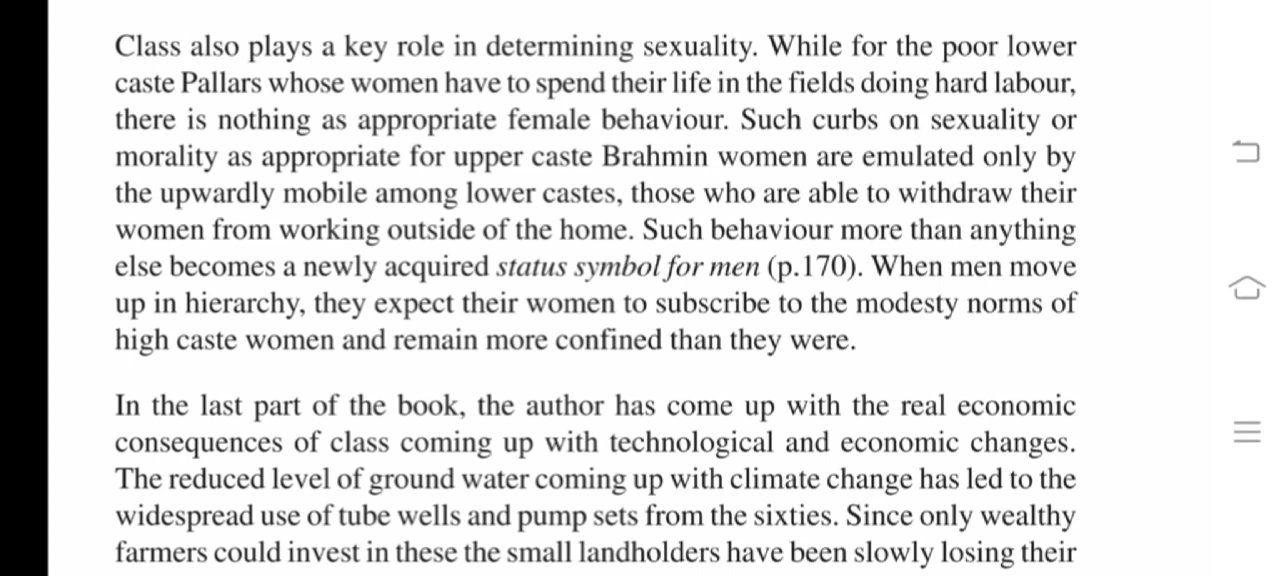 Class also plays a key role in determining sexuality. While for the poor lower
caste Pallars whose women have to spend their life in the fields doing hard labour,
there is nothing as appropriate female behaviour. Such curbs on sexuality or
morality as appropriate for upper caste Brahmin women are emulated only by
the upwardly mobile among lower castes, those who are able to withdraw their
women from working outside of the home. Such behaviour more than anything
else becomes a newly acquired status symbol for men (p.170). When men move
up in hierarchy, they expect their women to subscribe to the modesty norms of
high caste women and remain more confined than they were.
In the last part of the book, the author has come up with the real economic
consequences of class coming up with technological and economic changes.
The reduced level of ground water coming up with climate change has led to the
widespread use of tube wells and pump sets from the sixties. Since only wealthy
farmers could invest in these the small landholders have been slowly losing their